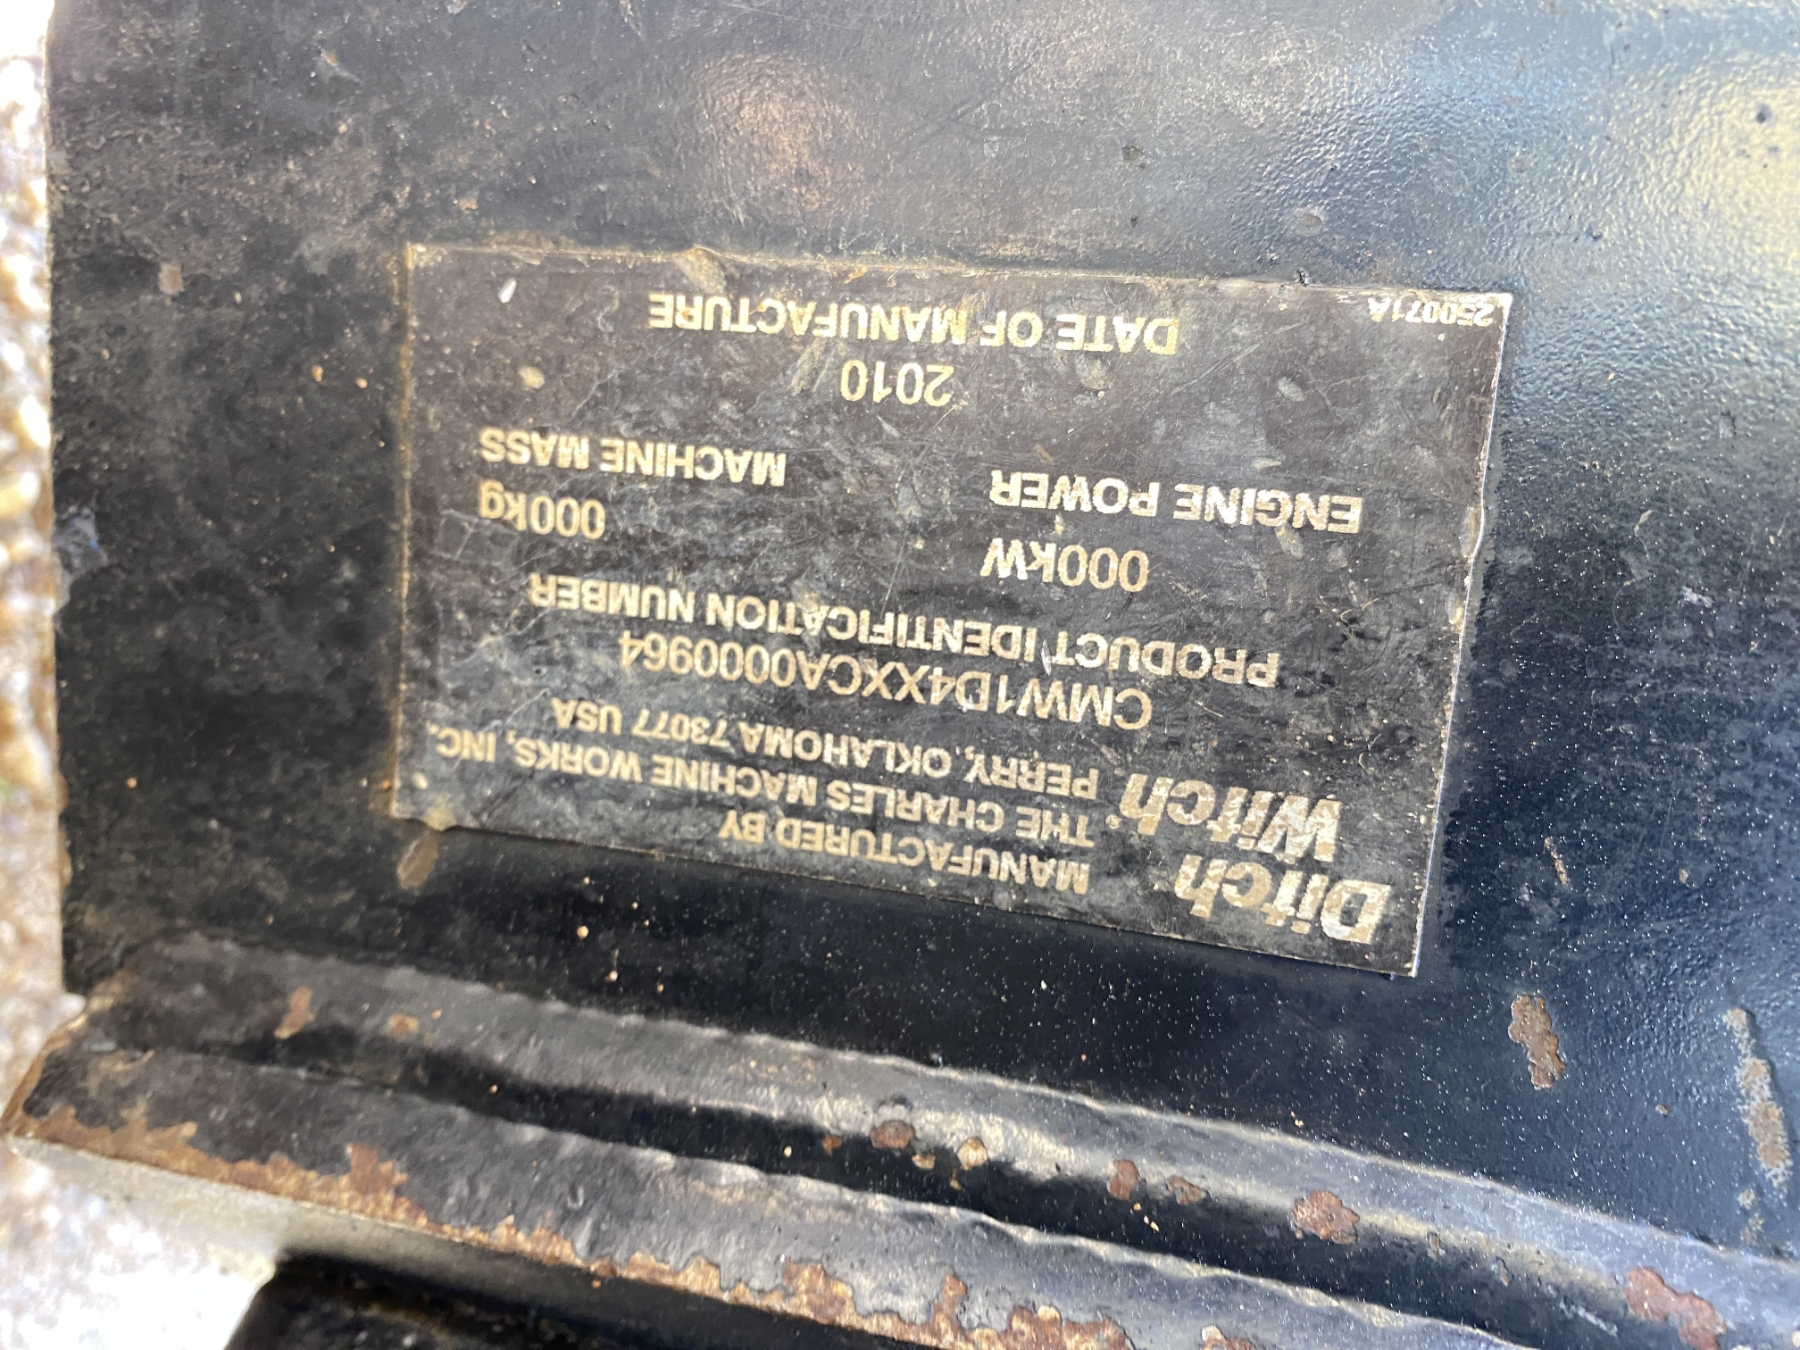 Ditch
Witch®
MANUFACTURED BY
THE CHARLES MACHINE WORKS, INC.
PERRY, OKLAHOMA 73077 USA
CMW1D4XXCA0000964
PRODUCT IDENTIFICATION NUMBER
000kW 000kg
ENGINE POWER MACHINE MASS
2010
DATE OF MANUFACTURE
250071A